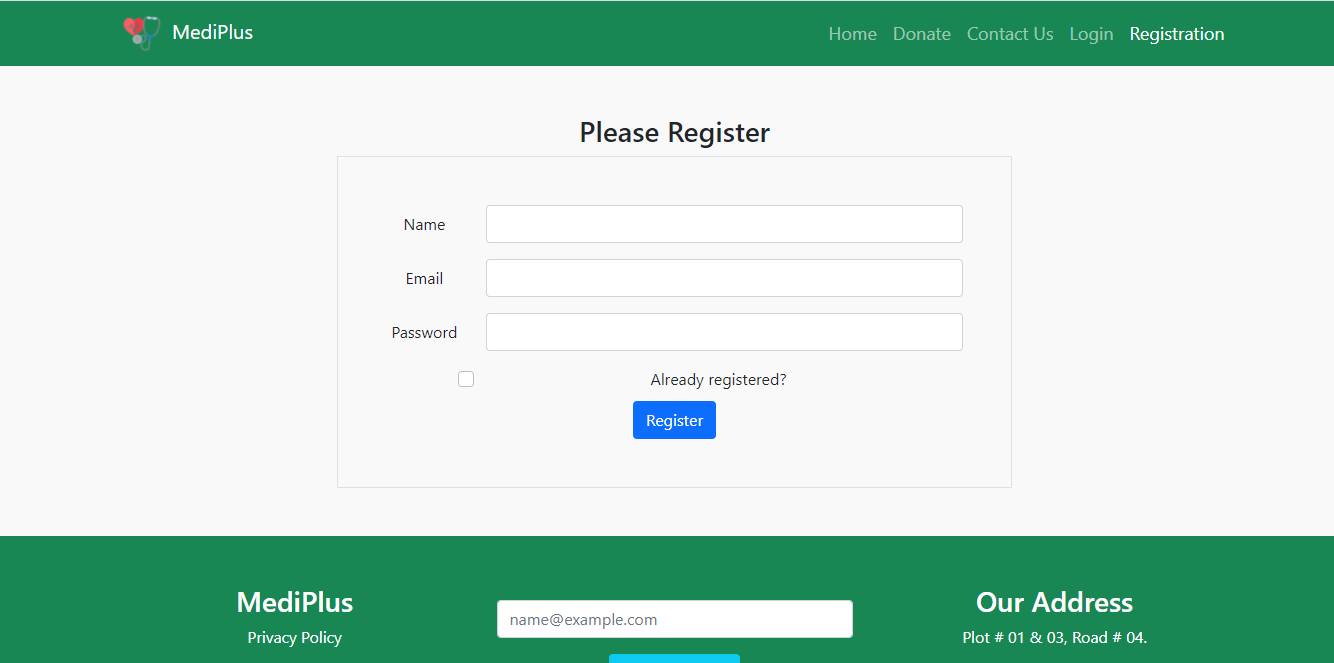 MediPlus
Home Donate Contact Us Login Registration
Please Register
Name
Email
Password
Already registered?
Register
MediPlus
Privacy Policy
name@example.com
Our Address
Plot # 01 & 03, Road # 04.